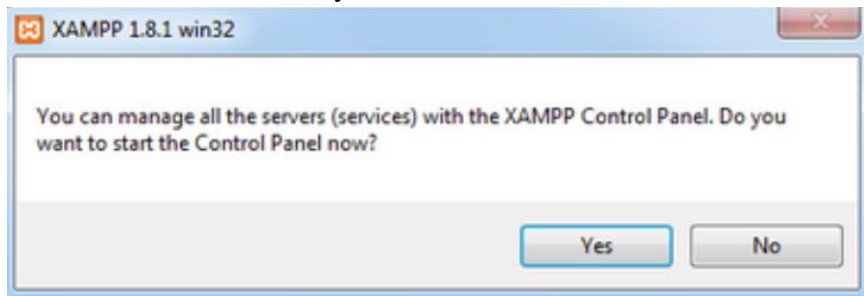 XAMPP 1.8.1 win32
You can manage all the servers (services) with the XAMPP Control Panel. Do you
want to start the Control Panel now?
Yes
No